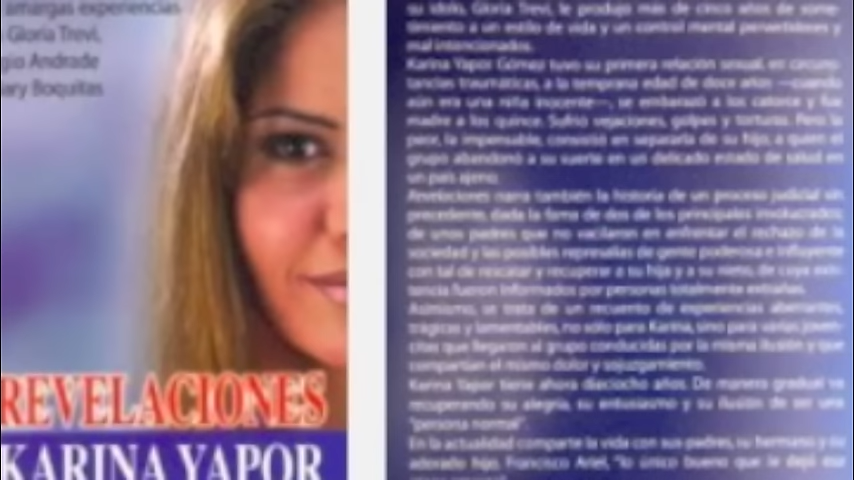 amargas experiencias
Gloria Trevi,
gio Andrade
ary Boquitas
REVELACIONES
KARINA YAPOR
su ídolo, Gloria Trevi, le produjo más de cinco años de some-
timiento a un estilo de vida y un control mental pervertidores y
mal intencionados.
Karina Yapor Gómez tuvo su primera relación sexual, en circuns-
tancias traumáticas, a la temprana edad de doce años —cuando
aún era una niña inocente—, se embarazó a los catorce y fue
madre a los quince. Sufrió vejaciones, golpes y torturas. Pero lo
peor, lo impensable, consistió en separarla de su hijo, a quien el
grupo abandonó a su suerte en un delicado estado de salud en
un país ajeno.
Revelaciones narra también la historia de un proceso judicial sin
precedente, dada la fama de dos de los principales involucrados;
de unos padres que no vacilaron en enfrentar el rechazo de la
sociedad y las posibles represalias de gente poderosa e influyente
con tal de rescatar y recuperar a su hija y a su nieto, de cuya exis-
tencia fueron informados por personas totalmente extrañas.
Asimismo, se trata de un recuento de experiencias aberrantes,
trágicas y lamentables, no sólo para Karina, sino para varias joven-
citas que llegaron al grupo conducidas por la misma ilusión y que
compartían el mismo dolor y sojuzgamiento.
Karina Yapor tiene ahora dieciocho años. De manera gradual va
recuperando su alegría, su entusiasmo y su ilusión de ser una
"persona normal".
En la actualidad comparte la vida con sus padres, su hermano y su
adorado hijo, Francisco Ariel, "lo único bueno que le dejó esa